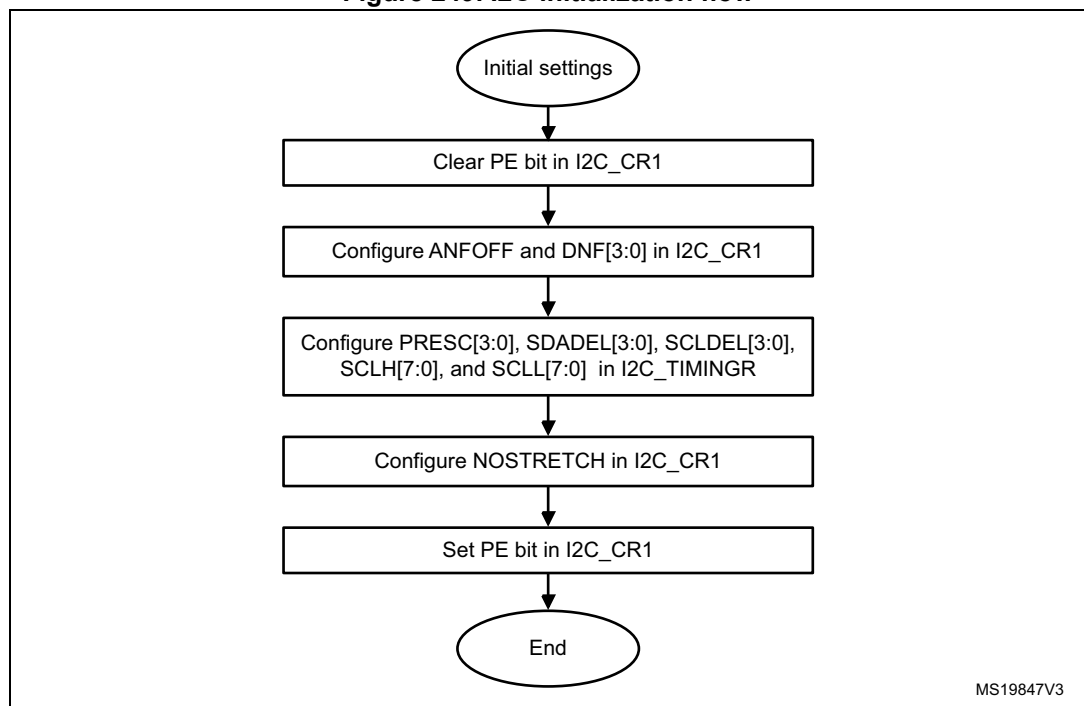 Initial settings
Clear PE bit in I2C_CR1
Configure ANFOFF and DNF[3:0] in I2C_CR1
Configure PRESC[3:0], SDADEL[3:0], SCLDEL[3:0],
SCLH[7:0], and SCLL[7:0] in I2C_TIMINGR
Configure NOSTRETCH in I2C_CR1
Set PE bit in I2C_CR1
End
MS19847V3